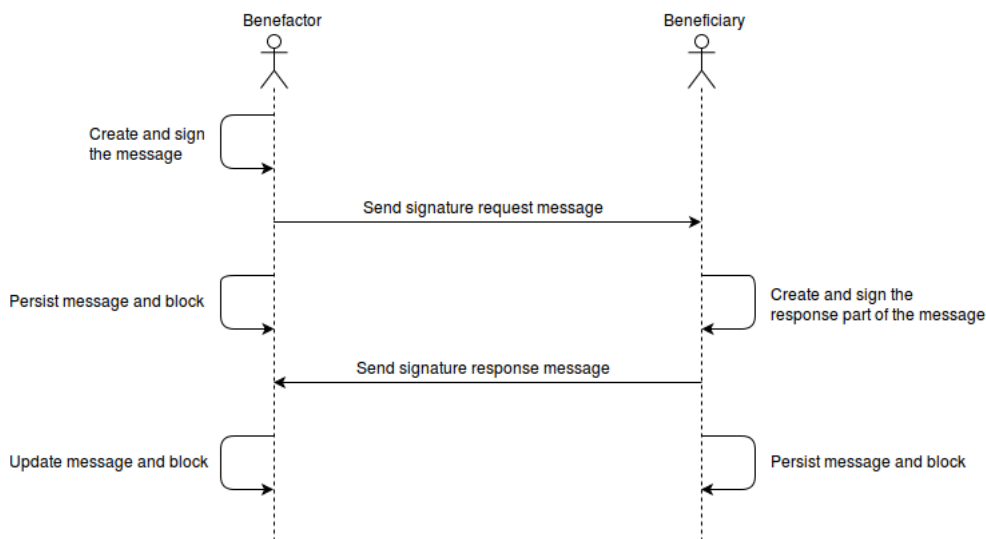 Benefactor
Beneficiary
Create and sign
the message
Send signature request message
Persist message and block
Create and sign the
response part of the message
Send signature response message
Update message and block
Persist message and block